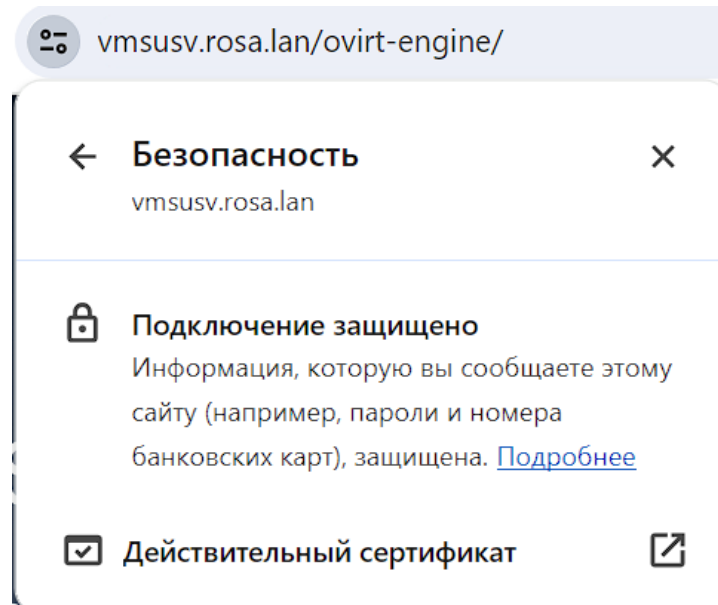 vmsusv.rosa.lan/ovirt-engine/
Безопасность
vmsusv.rosa.lan
Подключение защищено
Информация, которую вы сообщаете этому
сайту (например, пароли и номера
банковских карт), защищена. Подробнее
Действительный сертификат